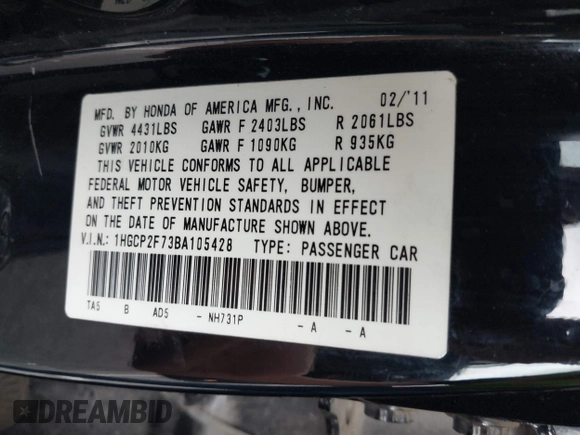 MFD. BY HONDA OF AMERICA MFG., INC. 02/'11
GVWR 4431LBS GAWR F 2403LBS R 2061LBS
GVWR 2010KG GAWR F 1090KG R 935KG
THIS VEHICLE CONFORMS TO ALL APPLICABLE
FEDERAL MOTOR VEHICLE SAFETY, BUMPER,
AND THEFT PREVENTION STANDARDS IN EFFECT
ON THE DATE OF MANUFACTURE SHOWN ABOVE.
V.I.N.: 1HGCP2F73BA105428 TYPE: PASSENGER CAR
TA5 B AD5 - NH731P - A - A
DREAMBID